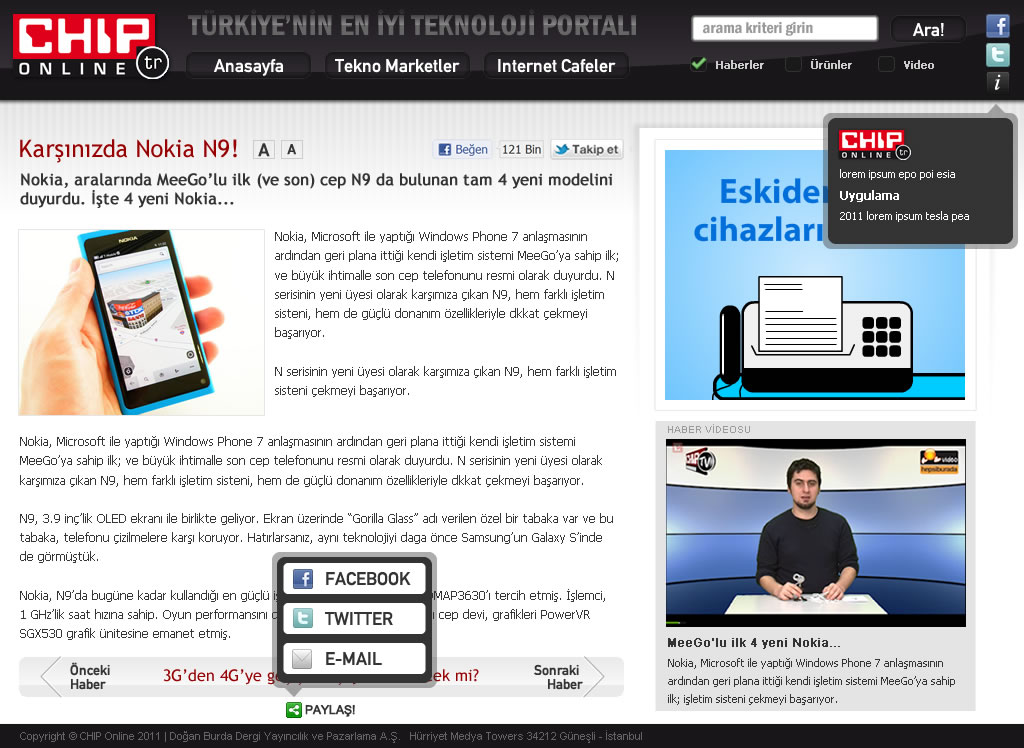 CHIP
ONLINE tr
TÜRKİYE'NİN EN İYİ TEKNOLOJİ PORTALI
arama kriteri girin
Ara!
Anasayfa
Tekno Marketler
Internet Cafeler
Haberler
Ürünler
Video
f
t
i
Karşınızda Nokia N9!
A
A
Beğen
121 Bin
Takip et
Nokia, aralarında MeeGo'lu ilk (ve son) cep N9 da bulunan tam 4 yeni modelini
duyurdu. İşte 4 yeni Nokia...
NOKIA
Nokia, Microsoft ile yaptığı Windows Phone 7 anlaşmasının
ardından geri plana ittiği kendi işletim sistemi MeeGo'ya sahip ilk;
ve büyük ihtimalle son cep telefonunu resmi olarak duyurdu. N
serisinin yeni üyesi olarak karşımıza çıkan N9, hem farklı işletim
sisteni, hem de güçlü donanım özellikleriyle dkkat çekmeyi
başarıyor.
N serisinin yeni üyesi olarak karşımıza çıkan N9, hem farklı işletim
sisteni çekmeyi başarıyor.
Nokia, Microsoft ile yaptığı Windows Phone 7 anlaşmasının ardından geri plana ittiği kendi işletim sistemi
MeeGo'ya sahip ilk; ve büyük ihtimalle son cep telefonunu resmi olarak duyurdu. N serisinin yeni üyesi olarak
karşımıza çıkan N9, hem farklı işletim sisteni, hem de güçlü donanım özellikleriyle dkkat çekmeyi başarıyor.
N9, 3.9 inç'lik OLED ekranı ile birlikte geliyor. Ekran üzerinde "Gorilla Glass" adı verilen özel bir tabaka var ve bu
tabaka, telefonu çizilmelere karşı koruyor. Hatırlarsanız, aynı teknolojiyi daga önce Samsung'un Galaxy S'inde
de görmüştük.
Nokia, N9'da bugüne kadar kullandığı en güçlü MAP3630'ı tercih etmiş. İşlemci,
1 GHz'lik saat hızına sahip. Oyun performansını cep devi, grafikleri PowerVR
SGX530 grafik ünitesine emanet etmiş.
FACEBOOK
TWITTER
E-MAIL
Önceki
Haber
3G'den 4G'ye mi?
Sonraki
Haber
PAYLAŞ!
CHIP
ONLINE tr
lorem ipsum epo poi esia
Uygulama
2011 lorem ipsum tesla pea
Eskide
cihazları
HABER VİDEOSU
video
hepsiburada
MeeGo'lu ilk 4 yeni Nokia...
Nokia, Microsoft ile yaptığı Windows Phone 7 anlaşmasının
ardından geri plana ittiği kendi işletim sistemi MeeGo'ya sahip
ilk; işletim sisteni çekmeyi başarıyor.
Copyright © CHIP Online 2011 | Doğan Burda Dergi Yayıncılık ve Pazarlama A.Ş. Hürriyet Medya Towers 34212 Güneşli - İstanbul